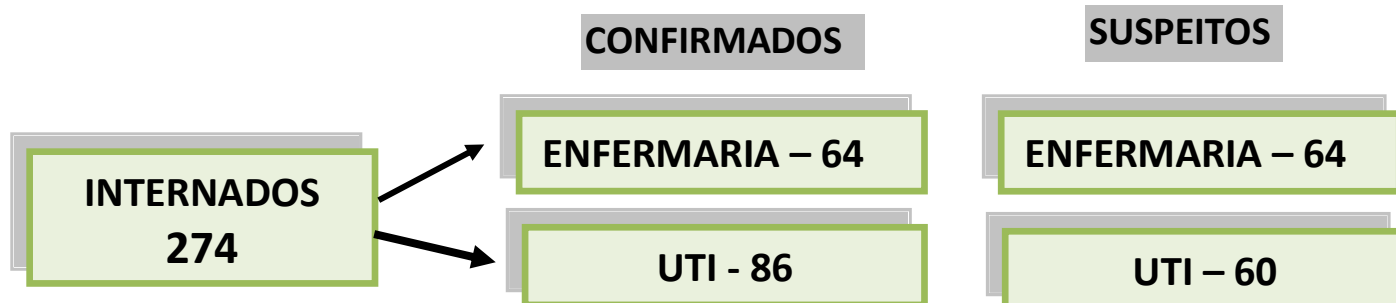 CONFIRMADOS
SUSPEITOS
ENFERMARIA – 64
ENFERMARIA – 64
INTERNADOS
274
UTI - 86
UTI – 60